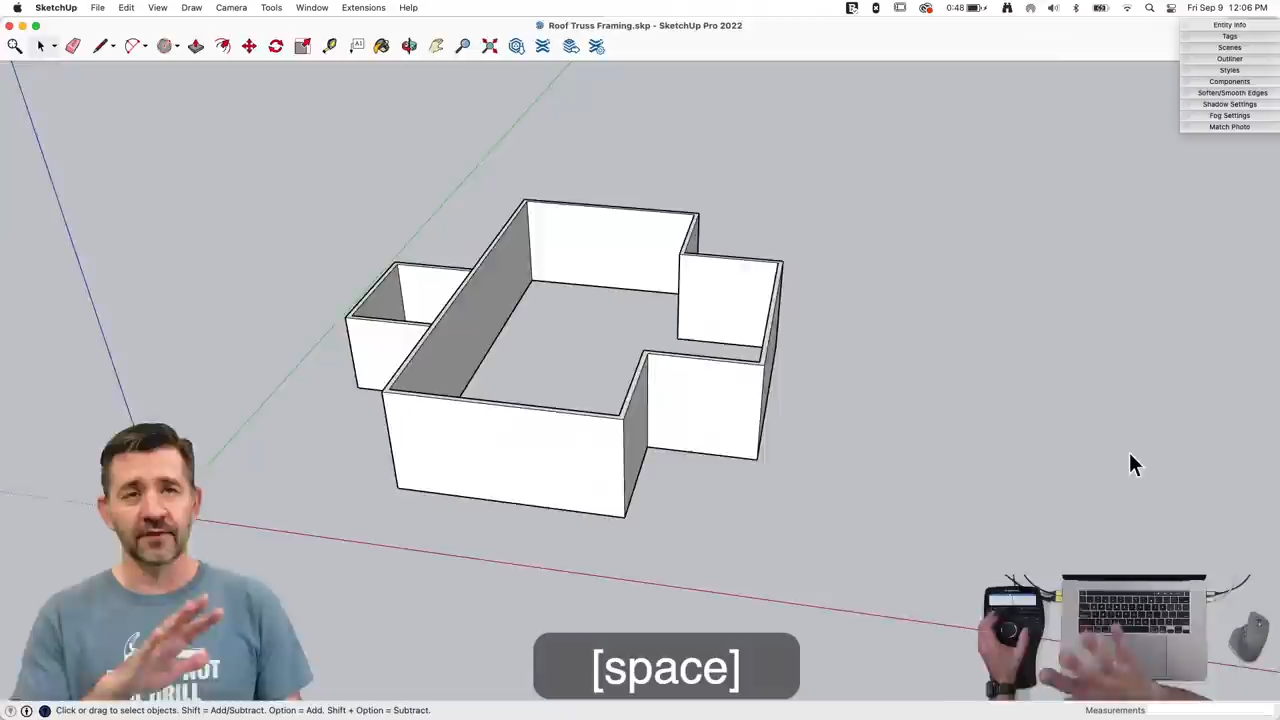 SketchUp File Edit View Draw Camera Tools Window Extensions Help 0:48 Fri Sep 9 12:06 PM
Roof Truss Framing.skp - SketchUp Pro 2022
Entity Info
Tags
Scenes
Outliner
Styles
Components
Soften/Smooth Edges
Shadow Settings
Fog Settings
Match Photo
NOT
DRILL
[space]
Click or drag to select objects. Shift = Add/Subtract. Option = Add. Shift + Option = Subtract. Measurements